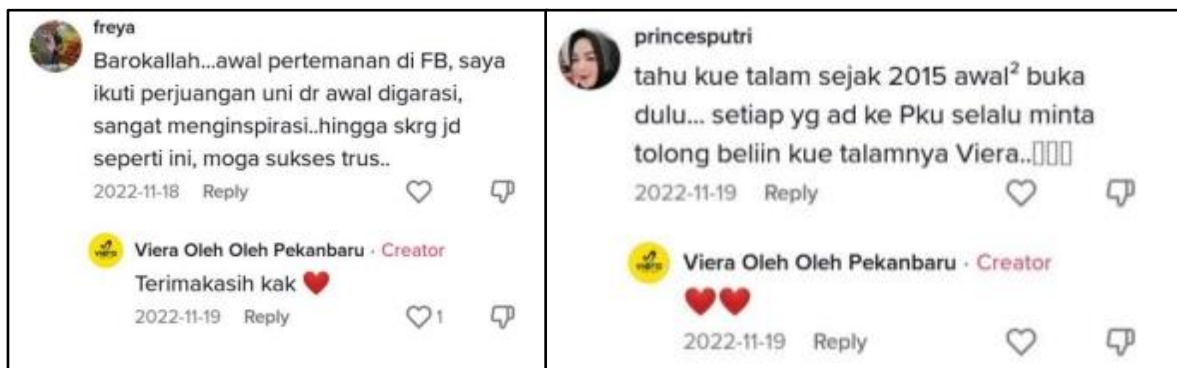 freya
Barokallah...awal pertemanan di FB, saya
ikuti perjuangan uni dr awal digarasi,
sangat menginspirasi..hingga skrg jd
seperti ini, moga sukses trus..
2022-11-18 Reply
viera Viera Oleh Oleh Pekanbaru · Creator
Terimakasih kak ❤️
2022-11-19 Reply 1
princesputri
tahu kue talam sejak 2015 awal² buka
dulu... setiap yg ad ke Pku selalu minta
tolong beliin kue talamnya Viera..▯▯▯
2022-11-19 Reply
viera Viera Oleh Oleh Pekanbaru · Creator
❤️❤️
2022-11-19 Reply